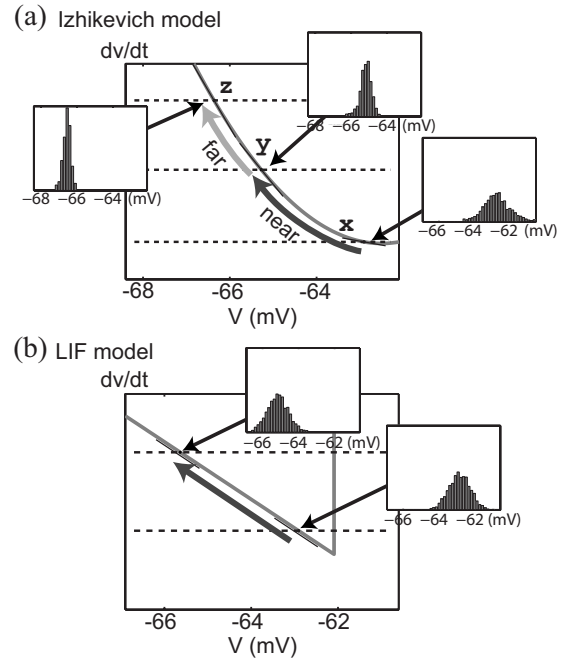 (a) Izhikevich model
dv/dt
z
y
x
far
near
−68 −66 −64 (mV)
−68 −66 −64 (mV)
−66 −64 −62 (mV)
-68 -66 -64
V (mV)
(b) LIF model
dv/dt
−66 −64 −62 (mV)
−66 −64 −62 (mV)
-66 -64 -62
V (mV)